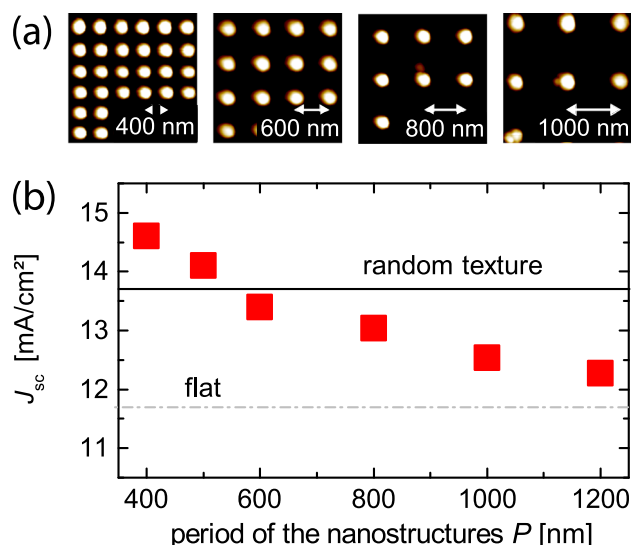 (a)
400 nm
600 nm
800 nm
1000 nm
(b)
15
14
13
12
11
J_sc [mA/cm²]
random texture
flat
400
600
800
1000
1200
period of the nanostructures P [nm]